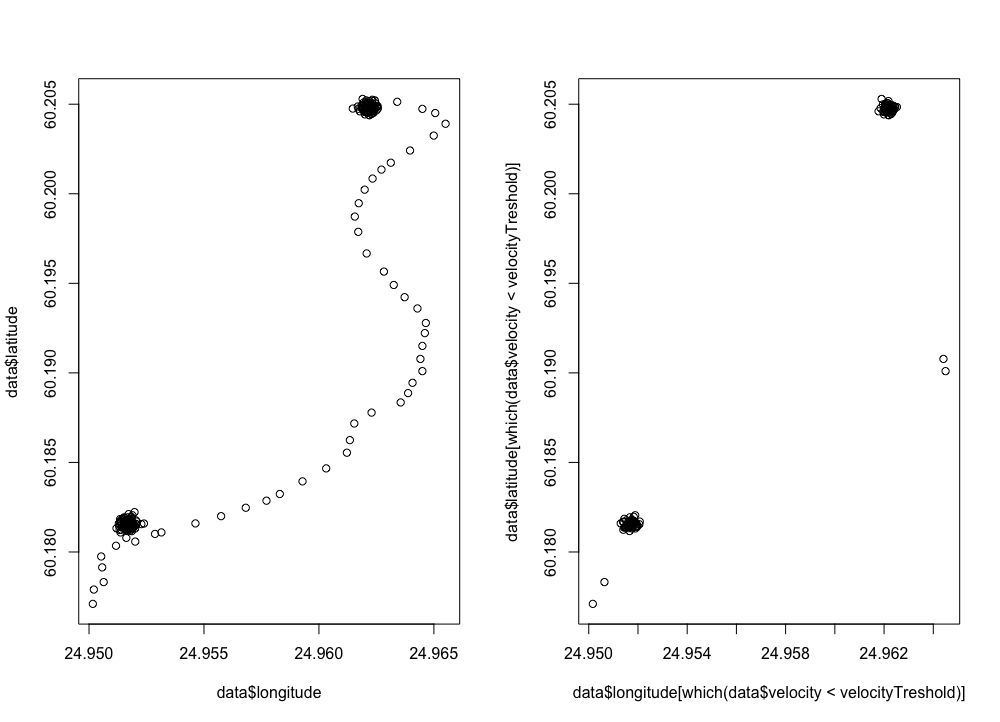 data$latitude
60.205
60.200
60.195
60.190
60.185
60.180
24.950 24.955 24.960 24.965
data$longitude
data$latitude[which(data$velocity < velocityTreshold)]
60.205
60.200
60.195
60.190
60.185
60.180
24.950 24.954 24.958 24.962
data$longitude[which(data$velocity < velocityTreshold)]